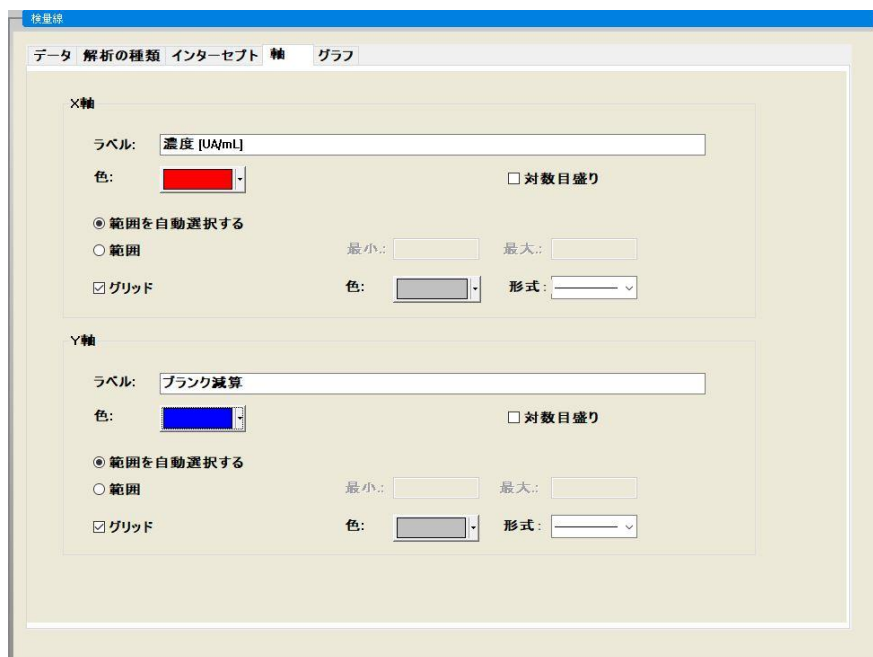 検量線
データ 解析の種類 インターセプト 軸 グラフ
X軸
ラベル: 濃度 [UA/mL]
色: 対数目盛り
範囲を自動選択する
範囲 最小.: 最大.:
グリッド 色: 形式:
Y軸
ラベル: ブランク減算
色: 対数目盛り
範囲を自動選択する
範囲 最小.: 最大.:
グリッド 色: 形式: